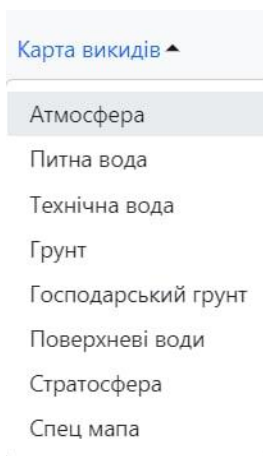 Карта викидів
Атмосфера
Питна вода
Технічна вода
Грунт
Господарський грунт
Поверхневі води
Стратосфера
Спец мапа